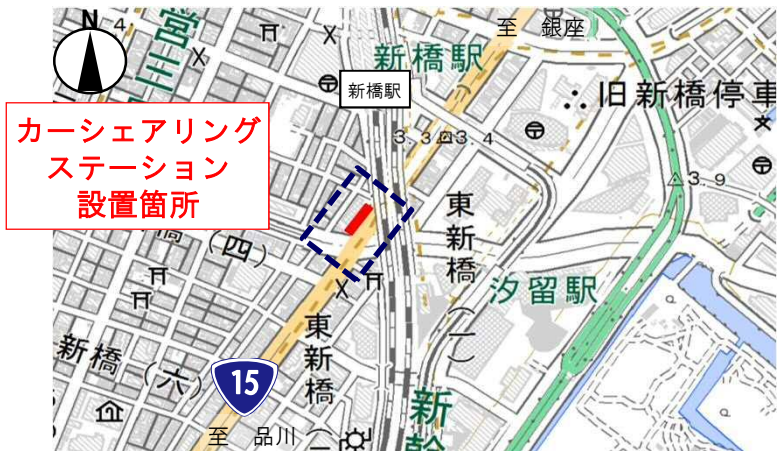 N
4.
至 銀座
新橋駅
新橋駅
旧新橋停車
カーシェアリング
ステーション
設置箇所
3.3
3.4
3.9
東新橋(一)
汐留駅
(四)
新橋(六)
東新橋
15
新幹
至 品川